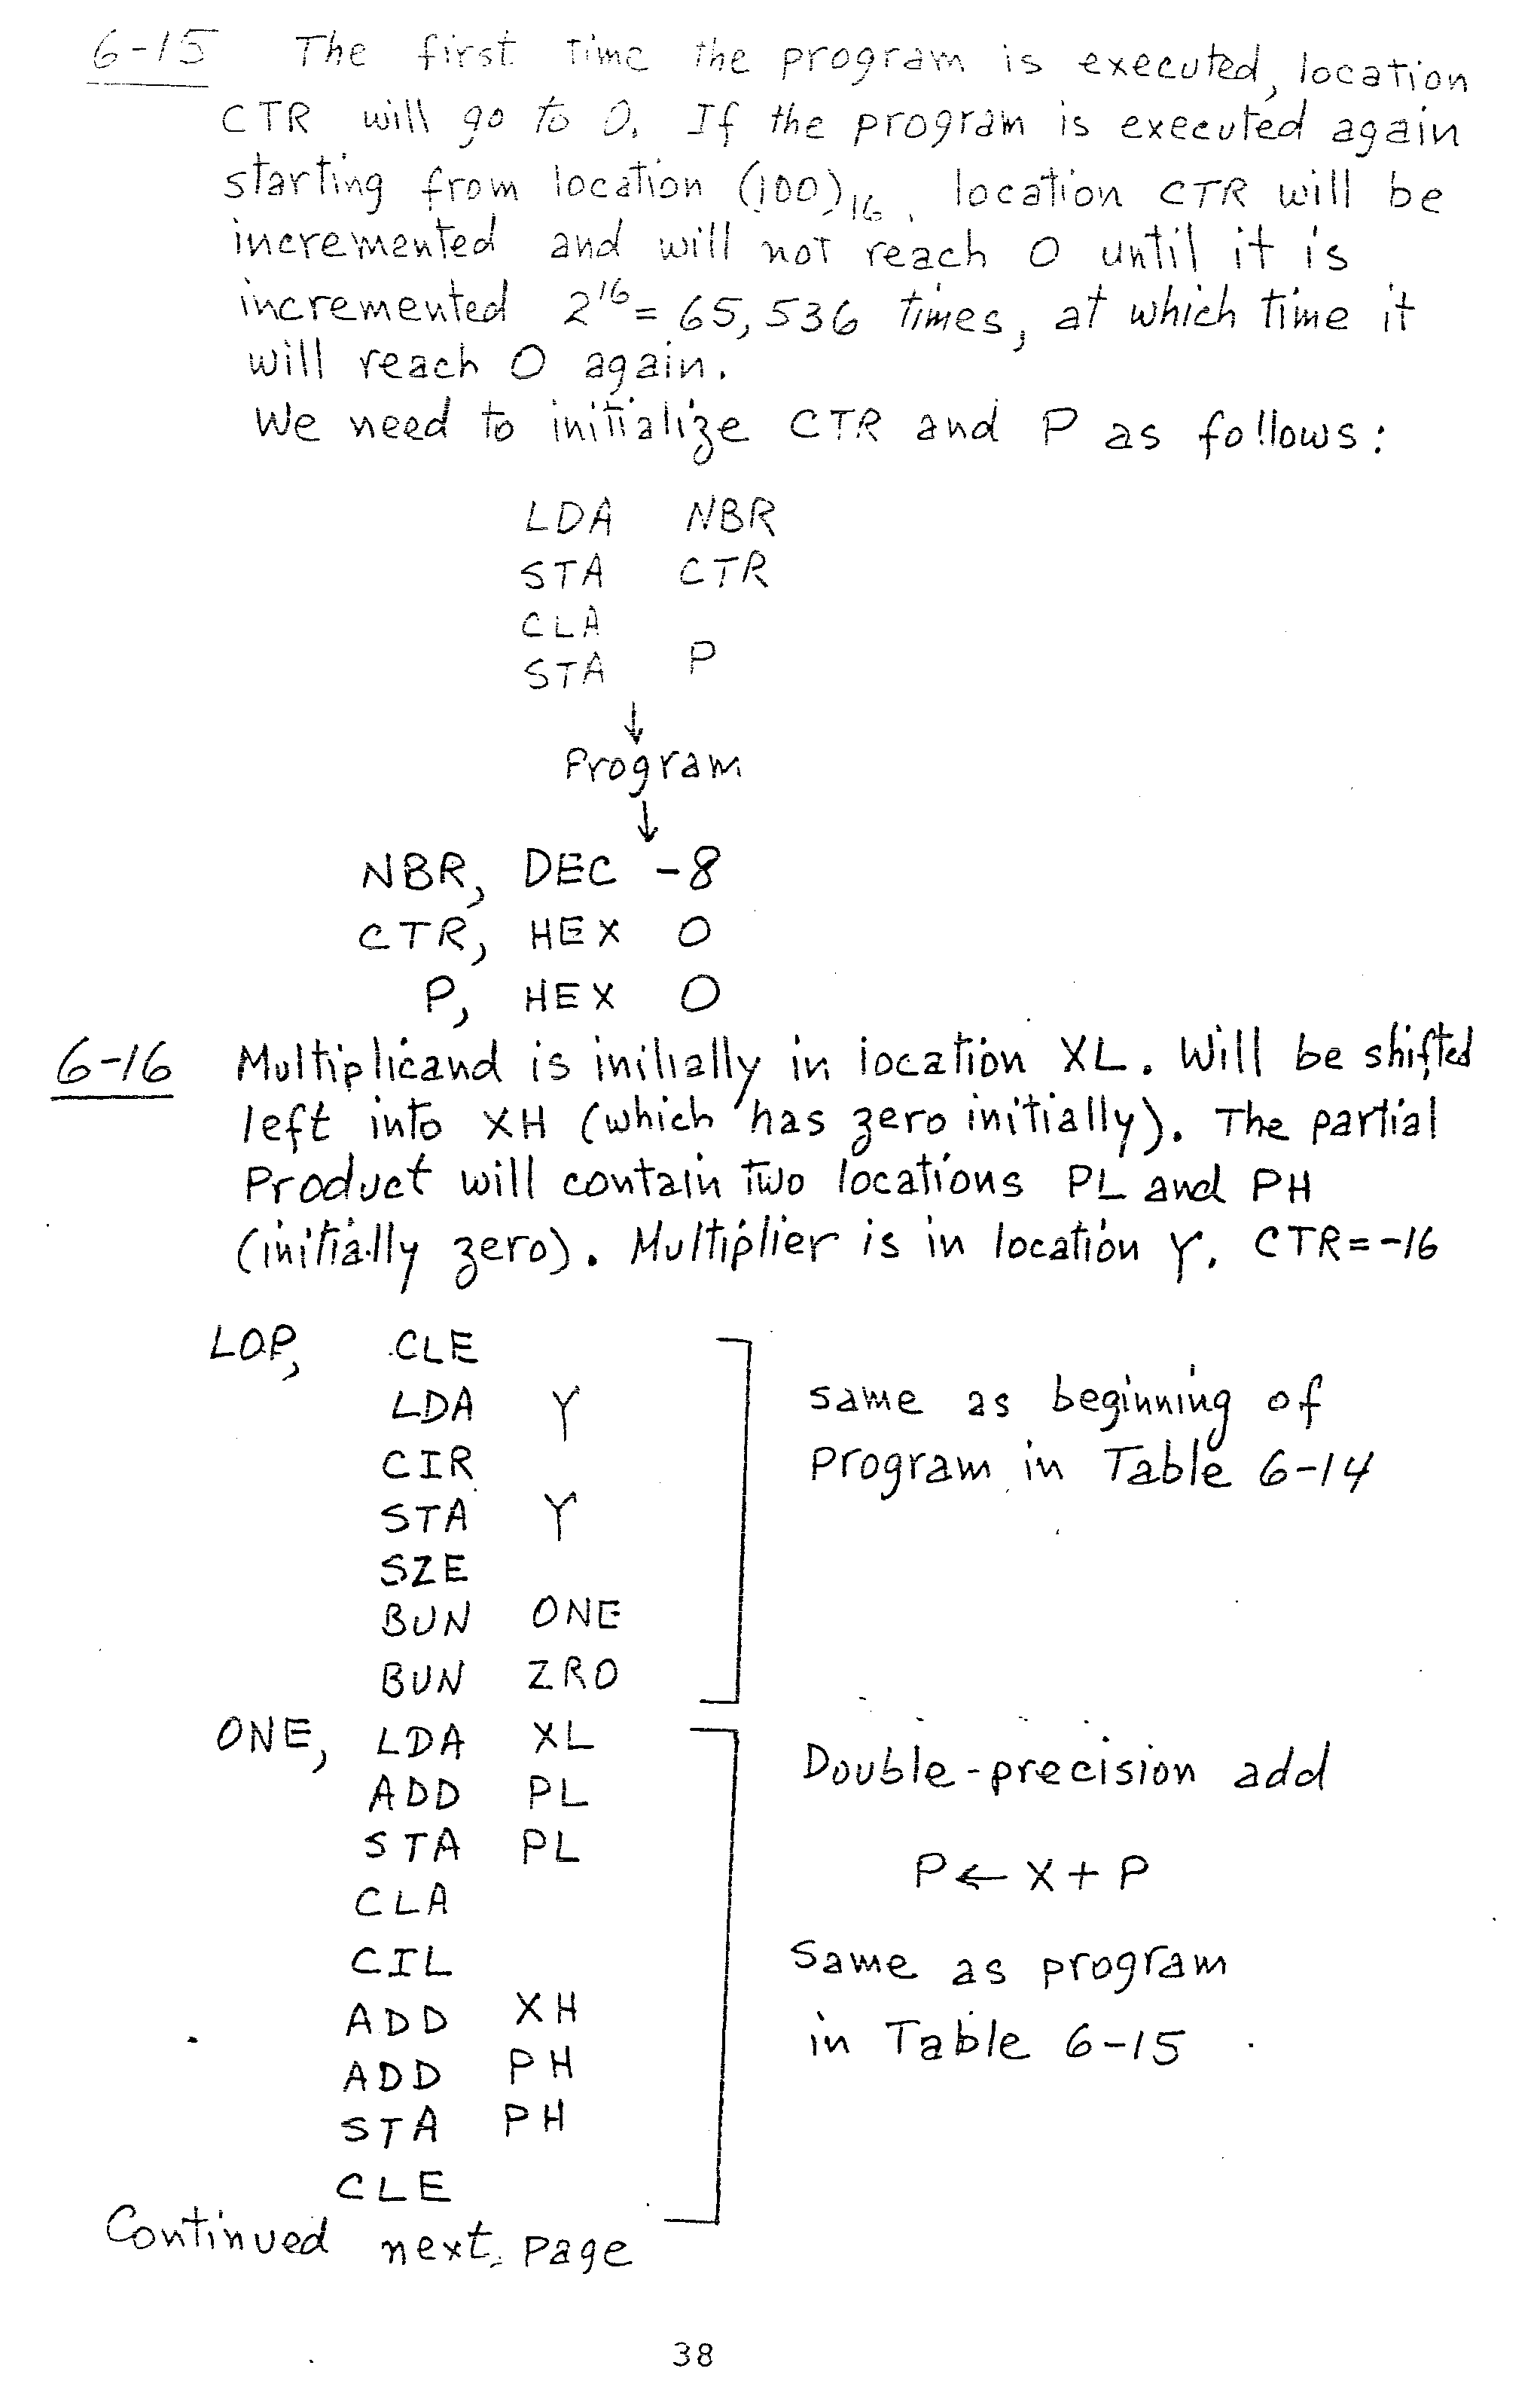 6-15 The first time the program is executed, location
CTR will go to 0. If the program is executed again
starting from location (100)₁₆, location CTR will be
incremented and will not reach 0 until it is
incremented 2¹⁶ = 65,536 times, at which time it
will reach 0 again.
We need to initialize CTR and P as follows:
LDA NBR
STA CTR
CLA
STA P
↓
Program
↓
NBR, DEC -8
CTR, HEX 0
P, HEX 0
6-16 Multiplicand is initially in location XL. Will be shifted
left into XH (which has zero initially). The partial
Product will contain two locations PL and PH
(initially zero). Multiplier is in location Y. CTR = -16
LOP, CLE
LDA Y
CIR
STA Y
SZE
BUN ONE
BUN ZRO
same as beginning of
Program in Table 6-14
ONE, LDA XL
ADD PL
STA PL
CLA
CIL
ADD XH
ADD PH
STA PH
CLE
Double-precision add
P ← X + P
Same as program
in Table 6-15
Continued next page
38